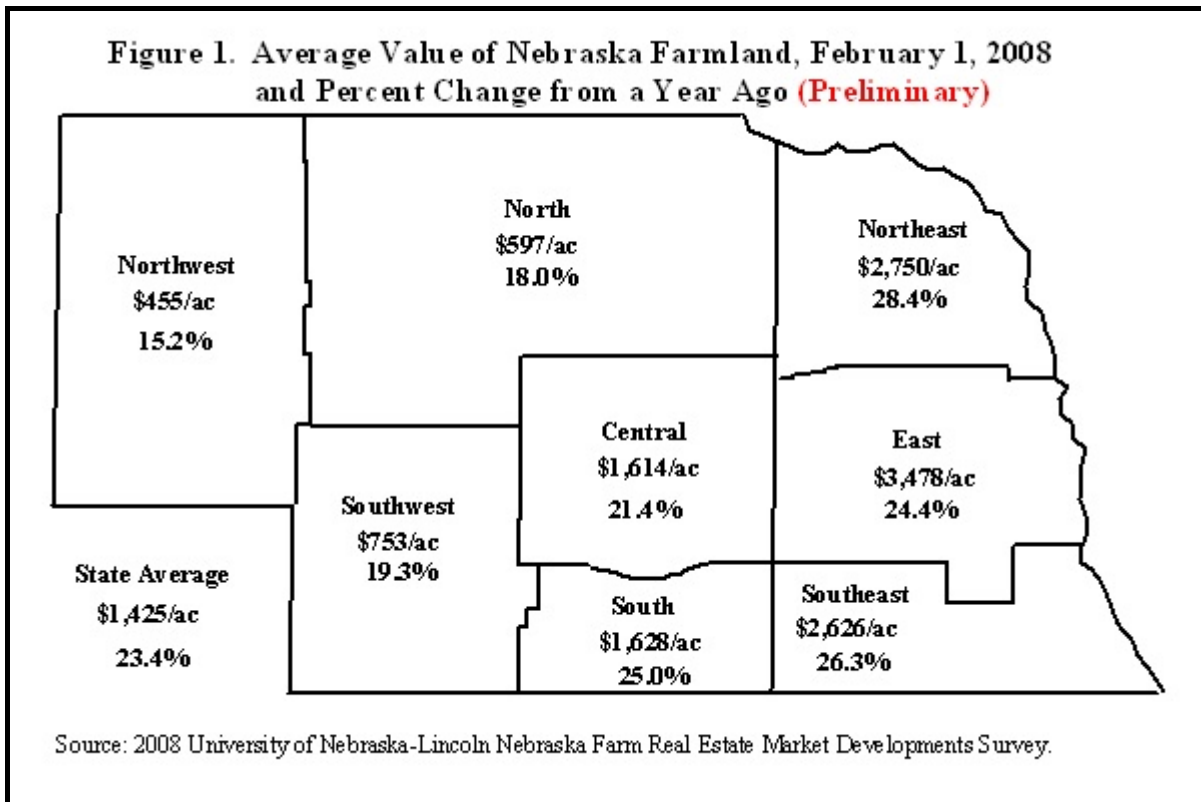 Figure 1. Average Value of Nebraska Farmland, February 1, 2008
and Percent Change from a Year Ago (Preliminary)
North
$597/ac
18.0%
Northeast
$2,750/ac
28.4%
Northwest
$455/ac
15.2%
Central
$1,614/ac
21.4%
East
$3,478/ac
24.4%
Southwest
$753/ac
19.3%
State Average
$1,425/ac
23.4%
South
$1,628/ac
25.0%
Southeast
$2,626/ac
26.3%
Source: 2008 University of Nebraska-Lincoln Nebraska Farm Real Estate Market Developments Survey.